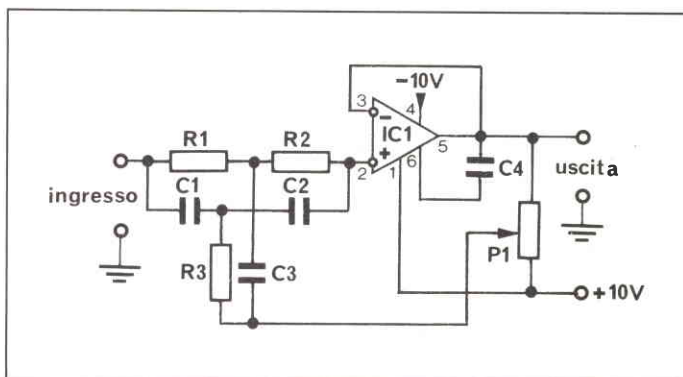 -10V
3
4
IC1
-
+
5
2
1
6
R1
R2
C1
C2
ingresso
R3
C3
C4
uscita
P1
+10V